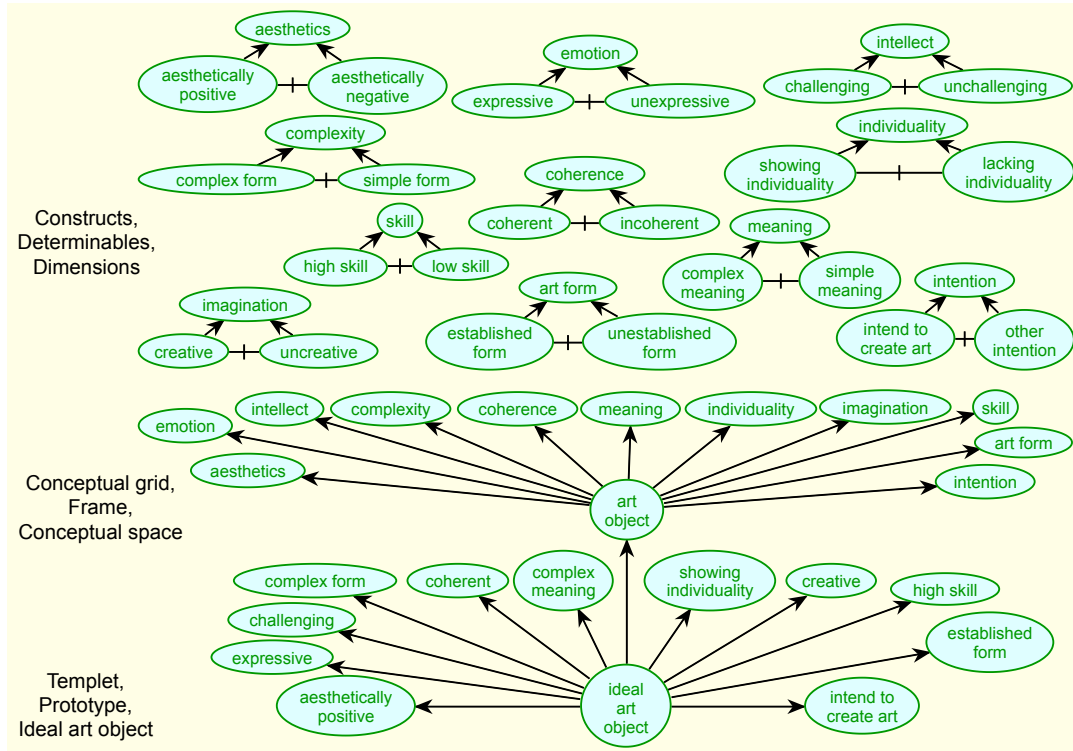 aesthetics
aesthetically
positive
aesthetically
negative
emotion
expressive
unexpressive
intellect
challenging
unchallenging
complexity
complex form
simple form
coherence
coherent
incoherent
individuality
showing
individuality
lacking
individuality
Constructs,
Determinables,
Dimensions
skill
high skill
low skill
meaning
complex
meaning
simple
meaning
imagination
creative
uncreative
art form
established
form
unestablished
form
intention
intend to
create art
other
intention
emotion
intellect
complexity
coherence
meaning
individuality
imagination
skill
aesthetics
art form
intention
Conceptual grid,
Frame,
Conceptual space
art
object
complex form
coherent
complex
meaning
showing
individuality
creative
high skill
challenging
expressive
established
form
aesthetically
positive
ideal
art
object
intend to
create art
Templet,
Prototype,
Ideal art object